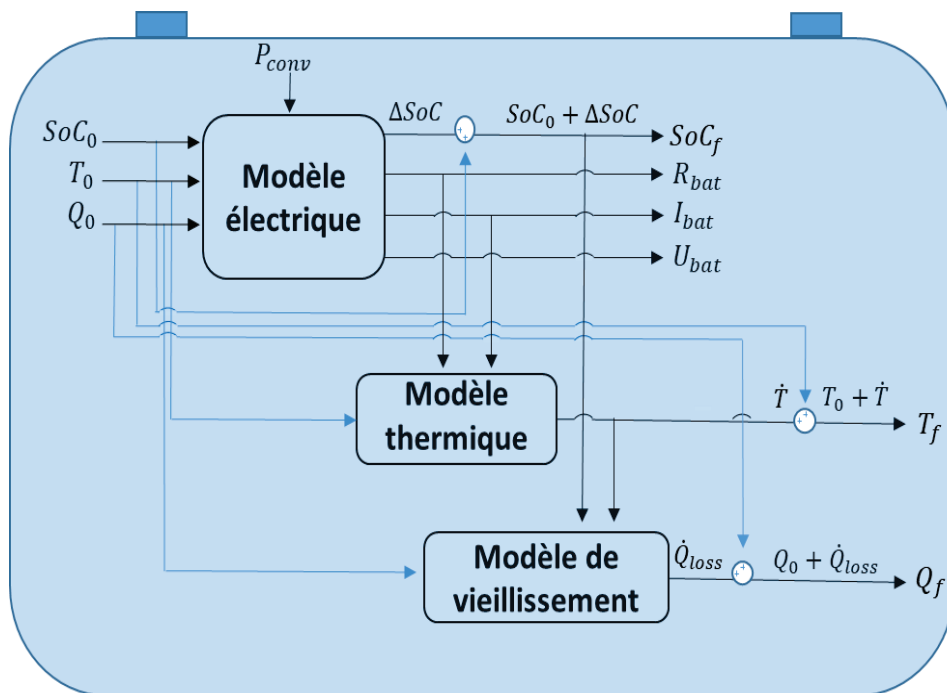 P_conv
SoC_0
T_0
Q_0
Modèle
électrique
ΔSoC
SoC_0 + ΔSoC
SoC_f
R_bat
I_bat
U_bat
+
+
Modèle
thermique
Ṫ
T_0 + Ṫ
T_f
+
+
Modèle de
vieillissement
Q̇_loss
Q_0 + Q̇_loss
Q_f
+
+